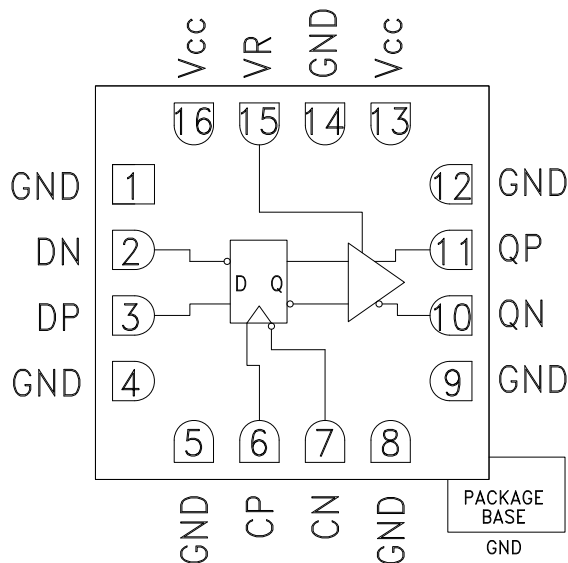 Vcc VR GND Vcc
16 15 14 13
GND 1 12 GND
DN 2 11 QP
D Q
DP 3 10 QN
GND 4 9 GND
5 6 7 8
GND CP CN GND
PACKAGE
BASE
GND